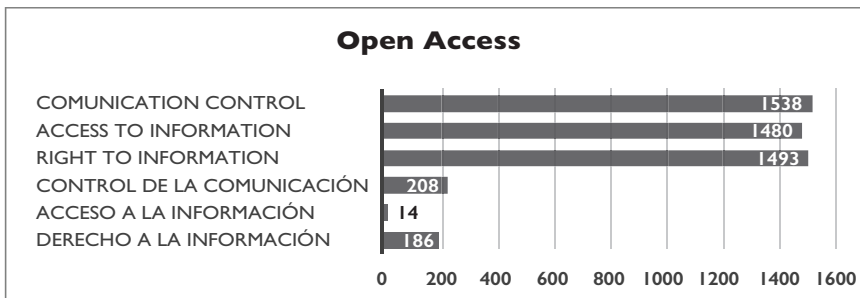 Open Access
COMUNICATION CONTROL 1538
ACCESS TO INFORMATION 1480
RIGHT TO INFORMATION 1493
CONTROL DE LA COMUNICACIÓN 208
ACCESO A LA INFORMACIÓN 14
DERECHO A LA INFORMACIÓN 186
0 200 400 600 800 1000 1200 1400 1600